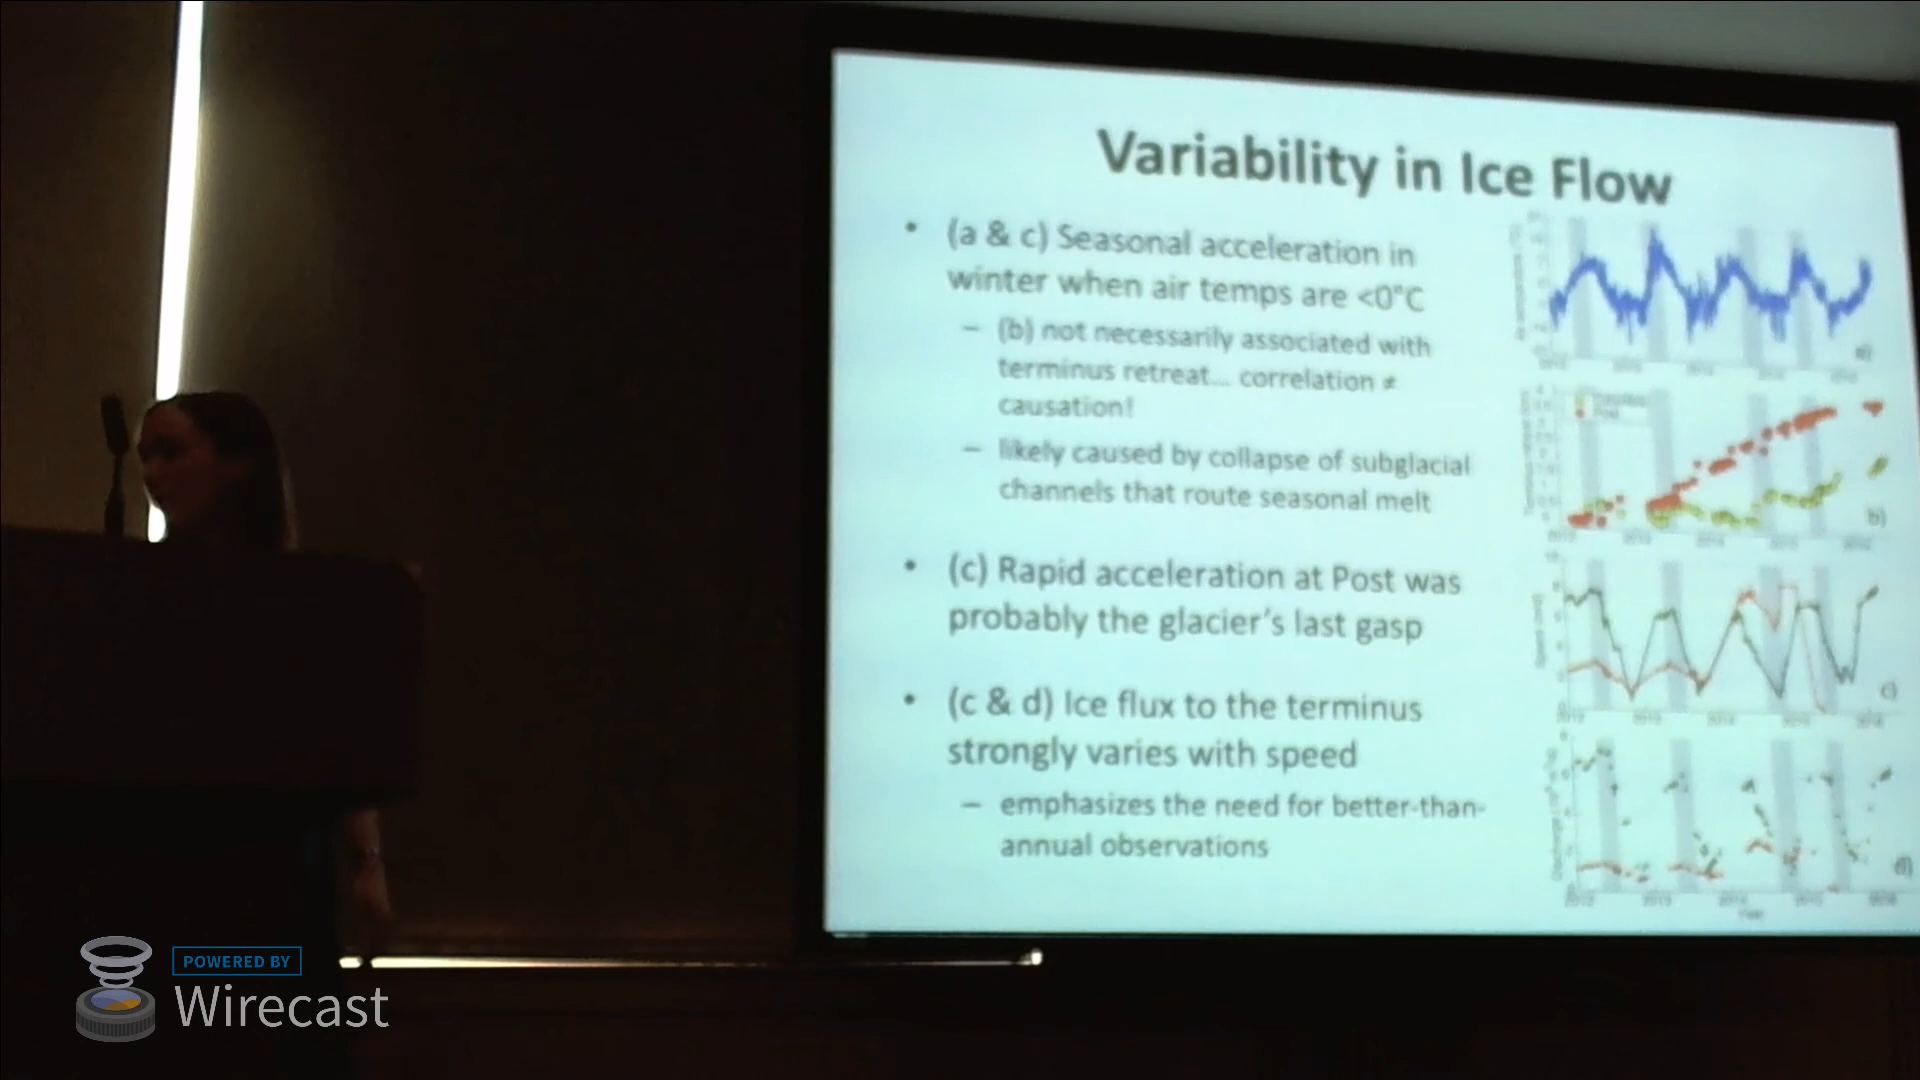 Variability in Ice Flow
• (a & c) Seasonal acceleration in
winter when air temps are <0°C
– (b) not necessarily associated with
terminus retreat... correlation ≠
causation!
– likely caused by collapse of subglacial
channels that route seasonal melt
• (c) Rapid acceleration at Post was
probably the glacier's last gasp
• (c & d) Ice flux to the terminus
strongly varies with speed
– emphasizes the need for better-than-
annual observations
a)
b)
c)
d)
POWERED BY
Wirecast